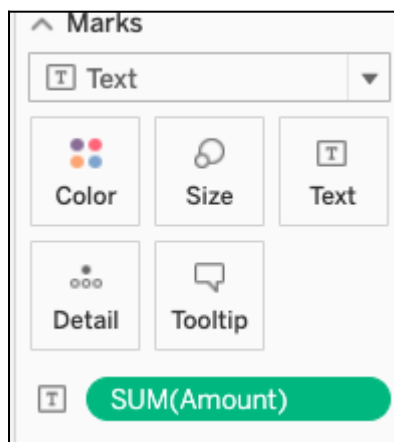 Marks
T Text
Color Size T Text
Detail Tooltip
T SUM(Amount)